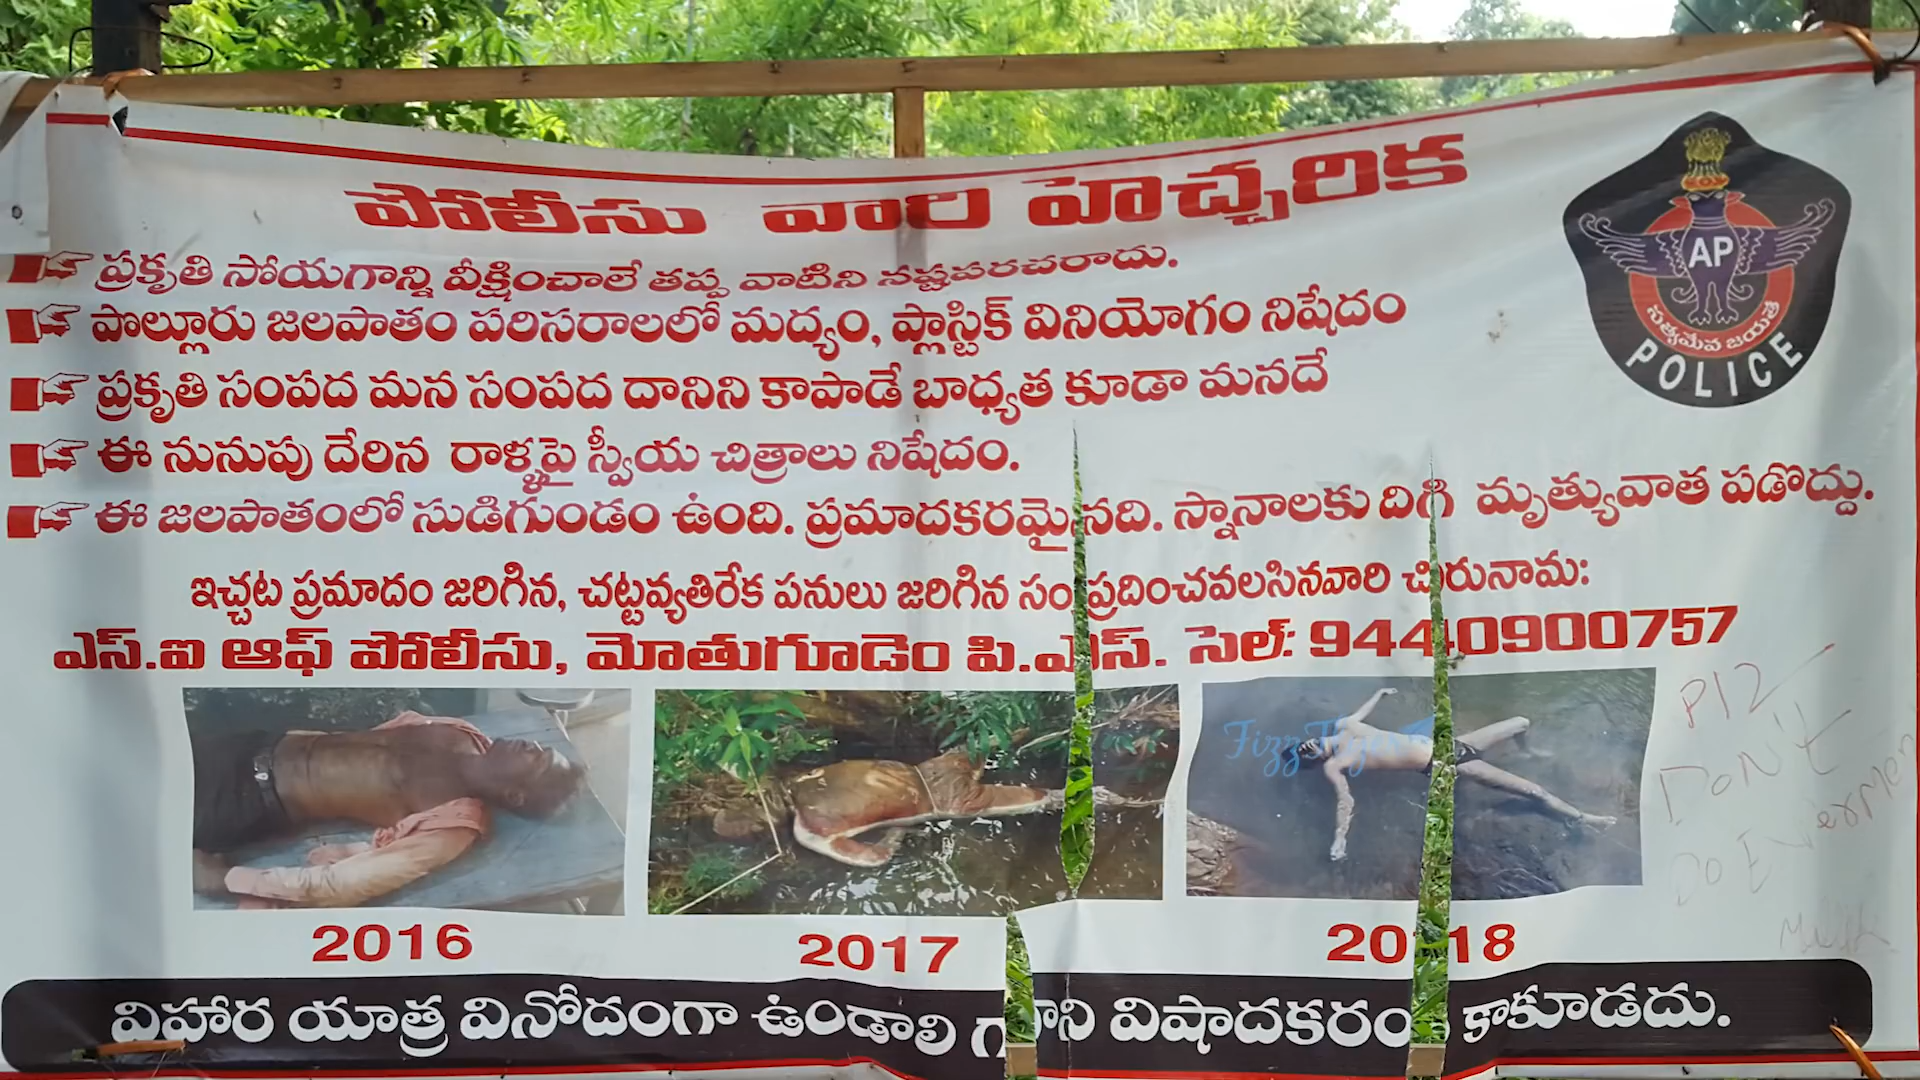 పోలీసు వారి హెచ్చరిక
AP
సత్యమేవ జయతే
POLICE
ప్రకృతి సోయగాన్ని వీక్షించాలే తప్ప వాటిని నష్టపరచరాదు.
పొల్లూరు జలపాతం పరిసరాలలో మద్యం, ప్లాస్టిక్ వినియోగం నిషేదం
ప్రకృతి సంపద మన సంపద దానిని కాపాడే బాధ్యత కూడా మనదే
ఈ నునుపు దేరిన రాళ్ళపై స్వీయ చిత్రాలు నిషేదం.
ఈ జలపాతంలో సుడిగుండం ఉంది. ప్రమాదకరమైనది. స్నానాలకు దిగి మృత్యువాత పడొద్దు.
ఇచ్చట ప్రమాదం జరిగిన, చట్టవ్యతిరేక పనులు జరిగిన సంప్రదించవలసినవారి చిరునామ:
ఎస్.ఐ ఆఫ్ పోలీసు, మోతుగూడెం పి.ఎస్. సెల్: 9440900757
FizzFlyer
PlZ
DON't
Do E
2016 2017 2018
విహార యాత్ర వినోదంగా ఉండాలి గాని విషాదకరం కాకూడదు.